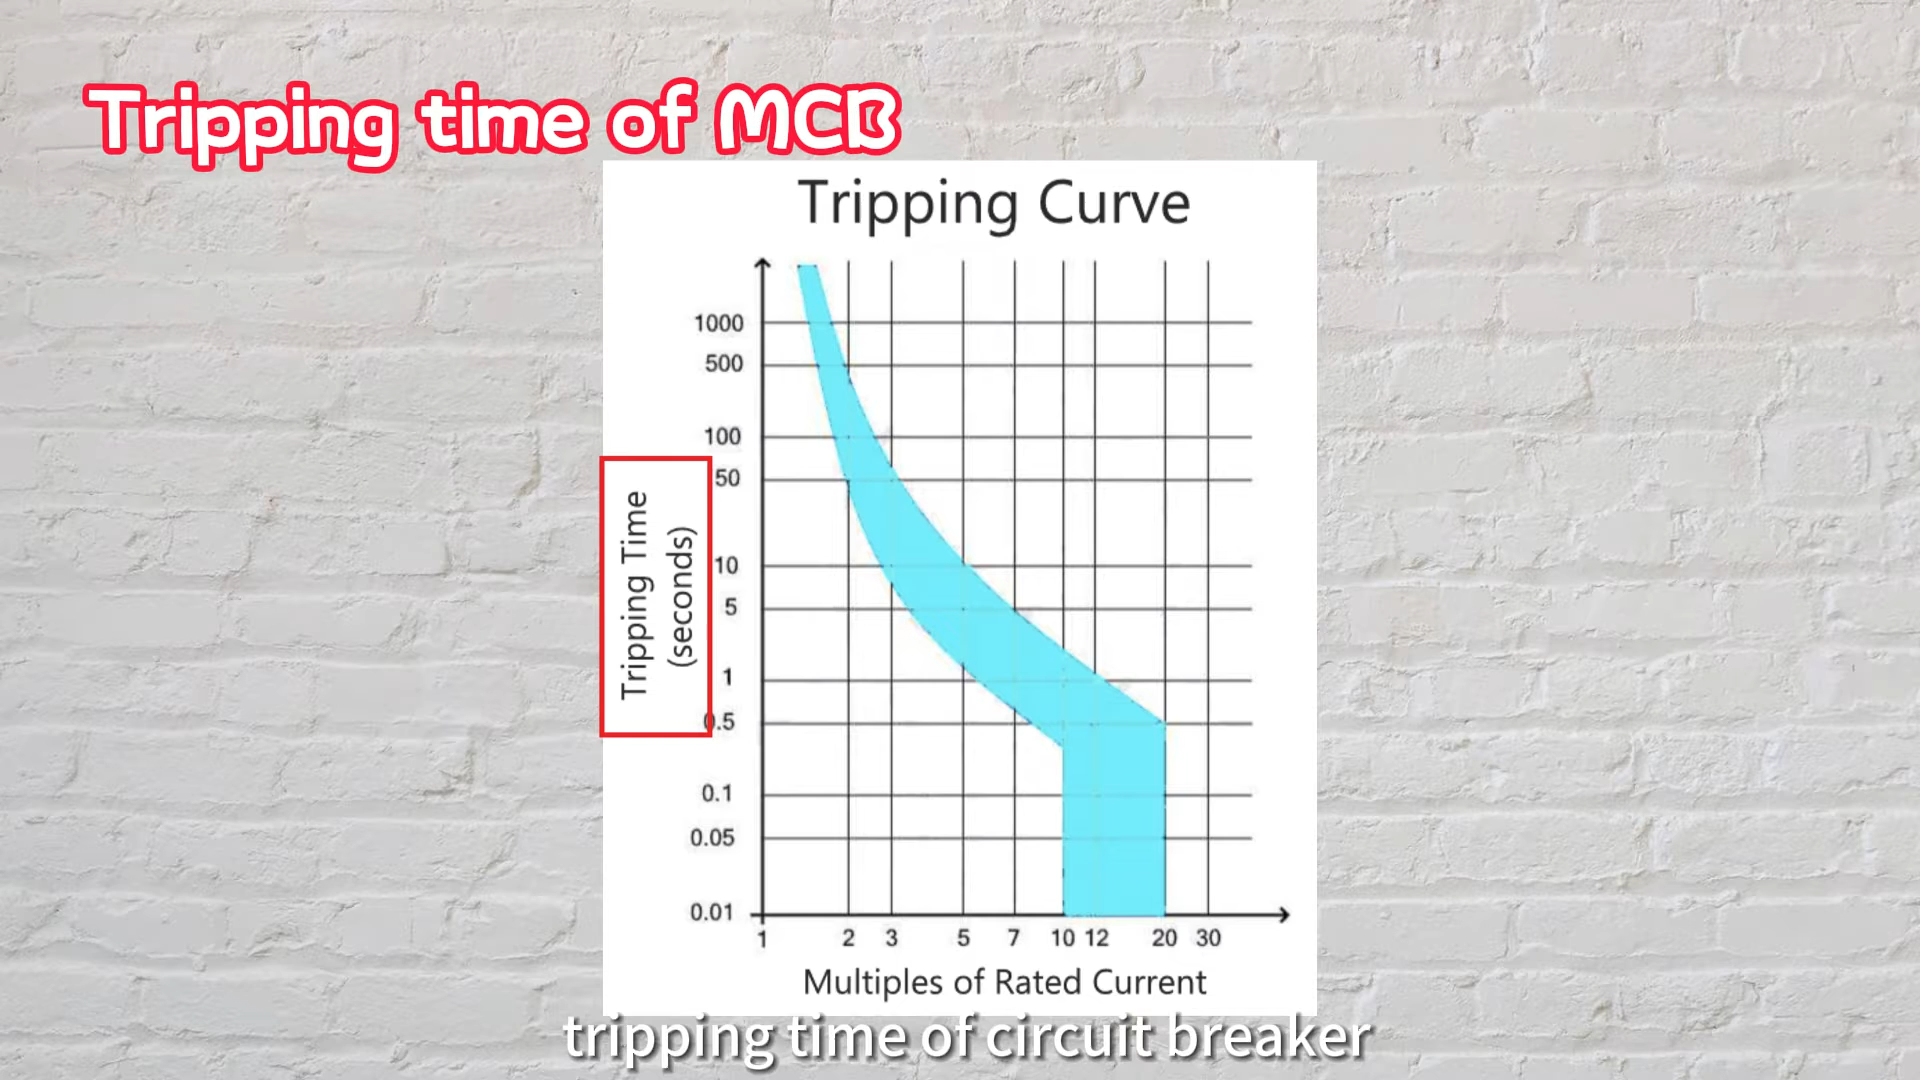 Tripping time of MCB
Tripping Curve
1000
500
100
50
10
5
1
0.5
0.1
0.05
0.01
Tripping Time
(seconds)
1 2 3 5 7 10 12 20 30
Multiples of Rated Current
tripping time of circuit breaker